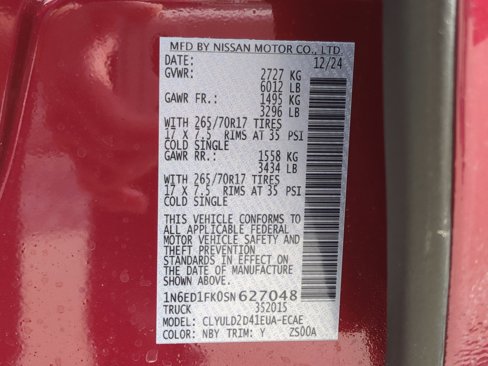 MFD BY NISSAN MOTOR CO., LTD.
DATE: 12/24
GVWR: 2727 KG
6012 LB
GAWR FR.: 1495 KG
3296 LB
WITH 265/70R17 TIRES
17 X 7.5 RIMS AT 35 PSI
COLD SINGLE
GAWR RR.: 1558 KG
3434 LB
WITH 265/70R17 TIRES
17 X 7.5 RIMS AT 35 PSI
COLD SINGLE
THIS VEHICLE CONFORMS TO
ALL APPLICABLE FEDERAL
MOTOR VEHICLE SAFETY AND
THEFT PREVENTION
STANDARDS IN EFFECT ON
THE DATE OF MANUFACTURE
SHOWN ABOVE.
1N6ED1FK0SN627048
TRUCK 352015
MODEL: CLYULD2D41EUA-ECAE
COLOR: NBY TRIM: Y ZS00A